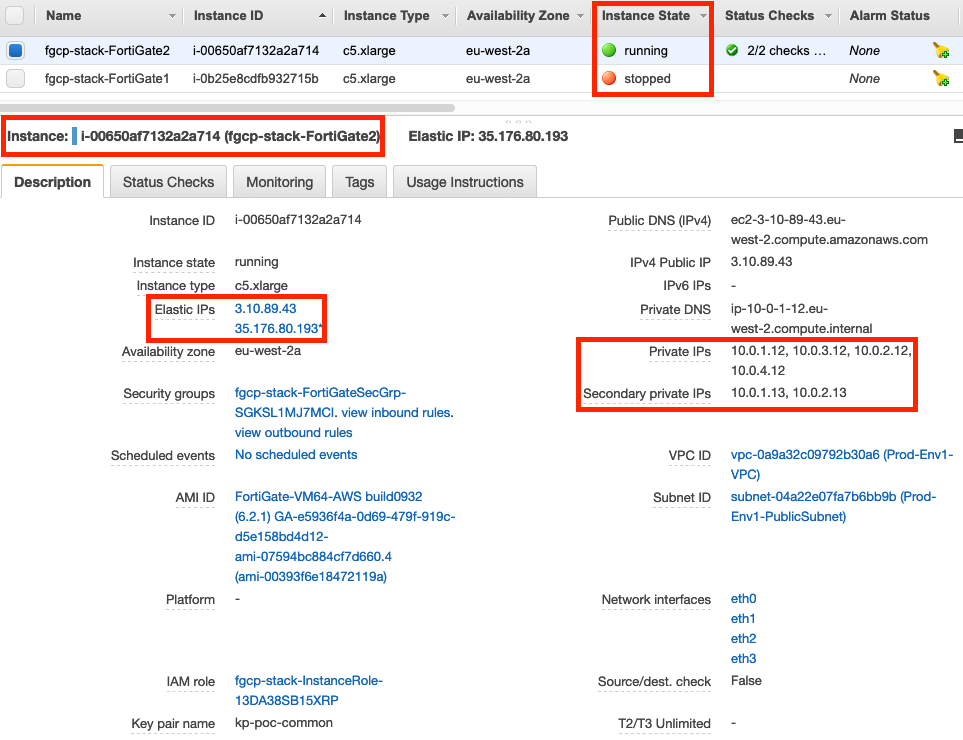 Name Instance ID Instance Type Availability Zone Instance State Status Checks Alarm Status
fgcp-stack-FortiGate2 i-00650af7132a2a714 c5.xlarge eu-west-2a running 2/2 checks ... None
fgcp-stack-FortiGate1 i-0b25e8cdfb932715b c5.xlarge eu-west-2a stopped None
Instance: i-00650af7132a2a714 (fgcp-stack-FortiGate2) Elastic IP: 35.176.80.193
Description Status Checks Monitoring Tags Usage Instructions
Instance ID i-00650af7132a2a714 Public DNS (IPv4) ec2-3-10-89-43.eu-
west-2.compute.amazonaws.com
Instance state running IPv4 Public IP 3.10.89.43
Instance type c5.xlarge IPv6 IPs -
Elastic IPs 3.10.89.43 Private DNS ip-10-0-1-12.eu-
35.176.80.193* west-2.compute.internal
Availability zone eu-west-2a Private IPs 10.0.1.12, 10.0.3.12, 10.0.2.12,
10.0.4.12
Security groups fgcp-stack-FortiGateSecGrp- Secondary private IPs 10.0.1.13, 10.0.2.13
SGKSL1MJ7MCI. view inbound rules.
view outbound rules
Scheduled events No scheduled events VPC ID vpc-0a9a32c09792b30a6 (Prod-Env1-
VPC)
AMI ID FortiGate-VM64-AWS build0932 Subnet ID subnet-04a22e07fa7b6bb9b (Prod-
(6.2.1) GA-e5936f4a-0d69-479f-919c- Env1-PublicSubnet)
d5e158bd4d12-
ami-07594bc884cf7d660.4
(ami-00393f6e18472119a)
Platform - Network interfaces eth0
eth1
eth2
eth3
IAM role fgcp-stack-InstanceRole- Source/dest. check False
13DA38SB15XRP
Key pair name kp-poc-common T2/T3 Unlimited -